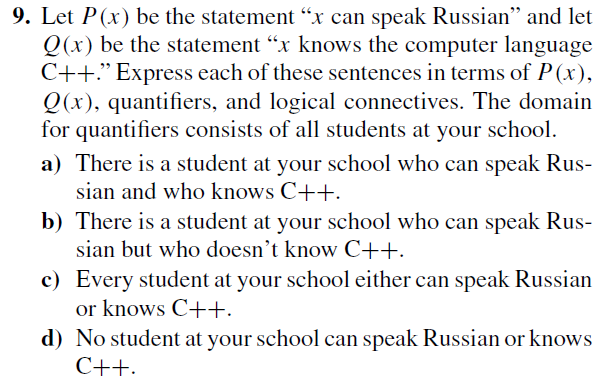 9. Let P(x) be the statement “x can speak Russian” and let
Q(x) be the statement “x knows the computer language
C++.” Express each of these sentences in terms of P(x),
Q(x), quantifiers, and logical connectives. The domain
for quantifiers consists of all students at your school.
a) There is a student at your school who can speak Rus-
sian and who knows C++.
b) There is a student at your school who can speak Rus-
sian but who doesn’t know C++.
c) Every student at your school either can speak Russian
or knows C++.
d) No student at your school can speak Russian or knows
C++.